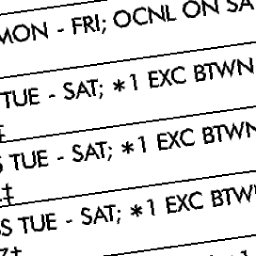 MON - FRI; OCNL ON SA
TUE - SAT; *1 EXC BTWN
‡
S TUE - SAT; *1 EXC BTWN
‡
S TUE - SAT; *1 EXC BTW
Z‡